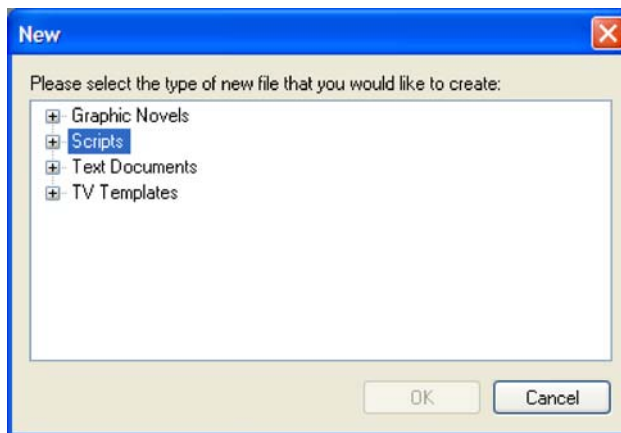 New
Please select the type of new file that you would like to create:
Graphic Novels
Scripts
Text Documents
TV Templates
OK Cancel